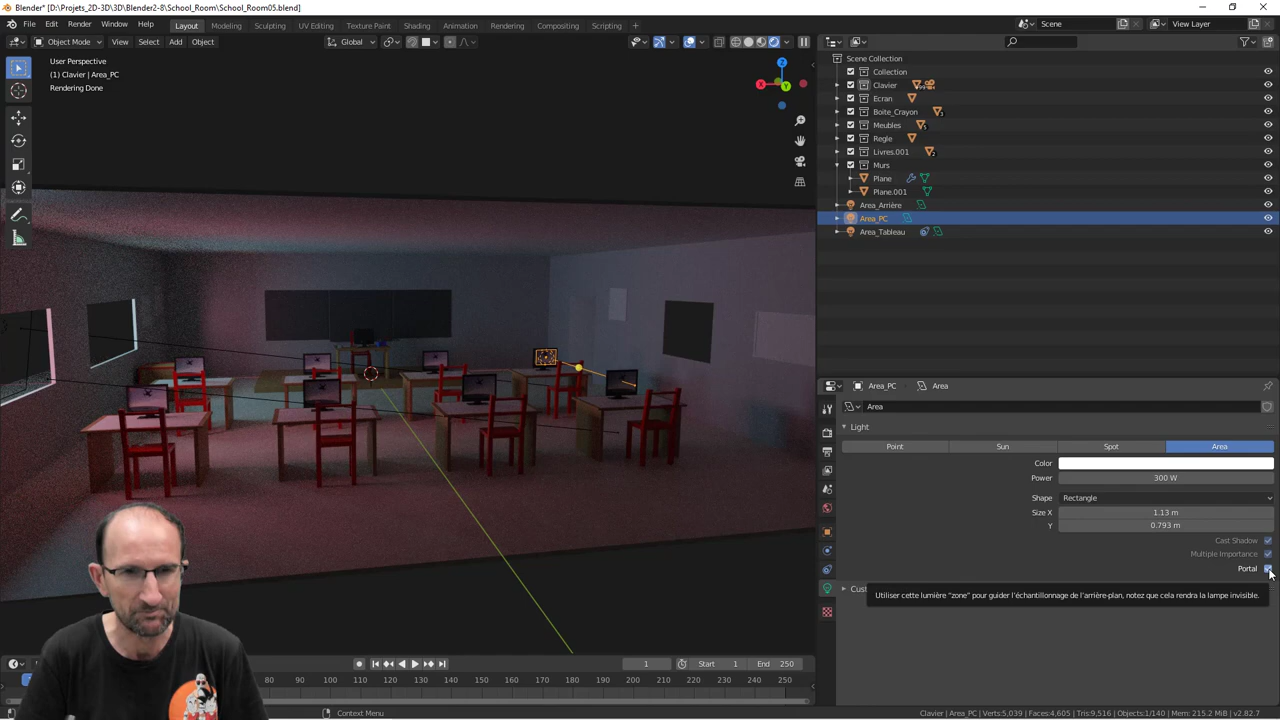 Blender* [D:\Projets_2D-3D\3D\Blender2-8\School_Room\School_Room05.blend]
File Edit Render Window Help Layout Modeling Sculpting UV Editing Texture Paint Shading Animation Rendering Compositing Scripting Scene View Layer
Object Mode View Select Add Object Global
User Perspective
(1) Clavier | Area_PC
Rendering Done
X Y Z
Scene Collection
Collection
Clavier
Ecran
Boite_Crayon
Meubles
Regle
Livres.001
Murs
Plane
Plane.001
Area_Arrière
Area_PC
Area_Tableau
Area_PC Area
Area
Light
Point Sun Spot Area
Color
Power 300 W
Shape Rectangle
Size X 1.13 m
Y 0.793 m
Cast Shadow
Multiple Importance
Portal
Cust
Utiliser cette lumière "zone" pour guider l'échantillonnage de l'arrière-plan, notez que cela rendra la lampe invisible.
1 Start 1 End 250
80 90 100 110 120 130 140 150 160 170 180 190 200 210 220 230 240 250
Context Menu
Clavier | Area_PC | Verts:5,039 | Faces:4,605 | Tris:9,516 | Objects:1/140 | Mem: 215.2 MiB | v2.82.7